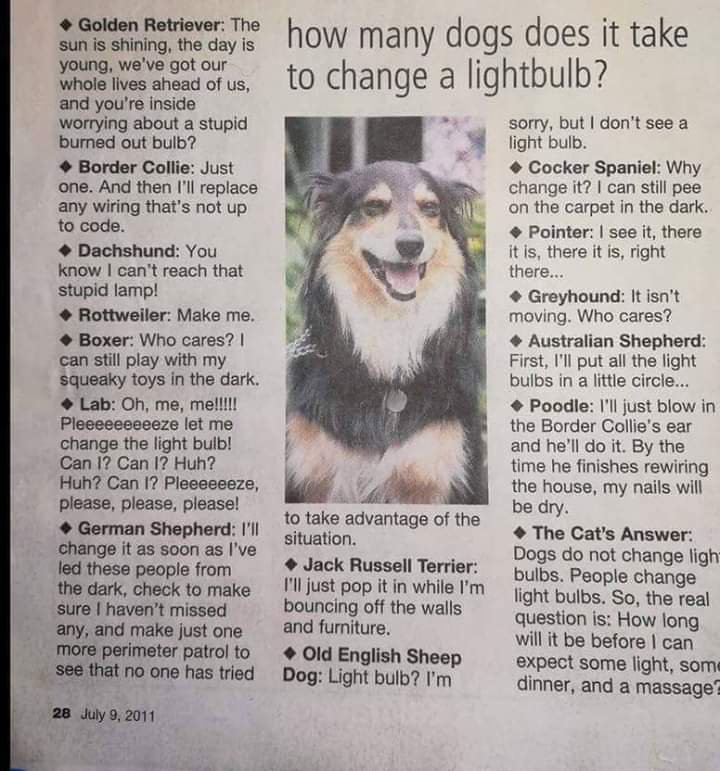 how many dogs does it take
to change a lightbulb?
◆ Golden Retriever: The
sun is shining, the day is
young, we've got our
whole lives ahead of us,
and you're inside
worrying about a stupid
burned out bulb?
◆ Border Collie: Just
one. And then I'll replace
any wiring that's not up
to code.
◆ Dachshund: You
know I can't reach that
stupid lamp!
◆ Rottweiler: Make me.
◆ Boxer: Who cares? I
can still play with my
squeaky toys in the dark.
◆ Lab: Oh, me, me!!!!!
Pleeeeeeeeeze let me
change the light bulb!
Can I? Can I? Huh?
Huh? Can I? Pleeeeeeze,
please, please, please!
◆ German Shepherd: I'll
change it as soon as I've
led these people from
the dark, check to make
sure I haven't missed
any, and make just one
more perimeter patrol to
see that no one has tried
to take advantage of the
situation.
◆ Jack Russell Terrier:
I'll just pop it in while I'm
bouncing off the walls
and furniture.
◆ Old English Sheep
Dog: Light bulb? I'm
sorry, but I don't see a
light bulb.
◆ Cocker Spaniel: Why
change it? I can still pee
on the carpet in the dark.
◆ Pointer: I see it, there
it is, there it is, right
there...
◆ Greyhound: It isn't
moving. Who cares?
◆ Australian Shepherd:
First, I'll put all the light
bulbs in a little circle...
◆ Poodle: I'll just blow in
the Border Collie's ear
and he'll do it. By the
time he finishes rewiring
the house, my nails will
be dry.
◆ The Cat's Answer:
Dogs do not change ligh
bulbs. People change
light bulbs. So, the real
question is: How long
will it be before I can
expect some light, som
dinner, and a massage?
28 July 9, 2011